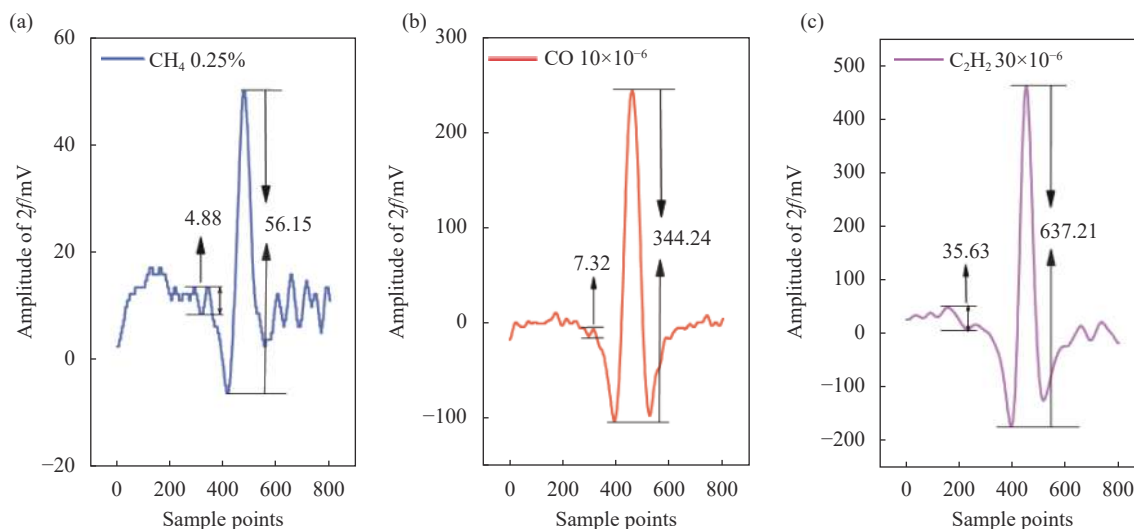 (a)
CH₄ 0.25%
60
40
20
0
−20
4.88
56.15
0 200 400 600 800
Sample points
Amplitude of 2f/mV
(b)
CO 10×10⁻⁶
300
200
100
0
−100
7.32
344.24
0 200 400 600 800
Sample points
Amplitude of 2f/mV
(c)
C₂H₂ 30×10⁻⁶
500
400
300
200
100
0
−100
−200
35.63
637.21
0 200 400 600 800
Sample points
Amplitude of 2f/mV